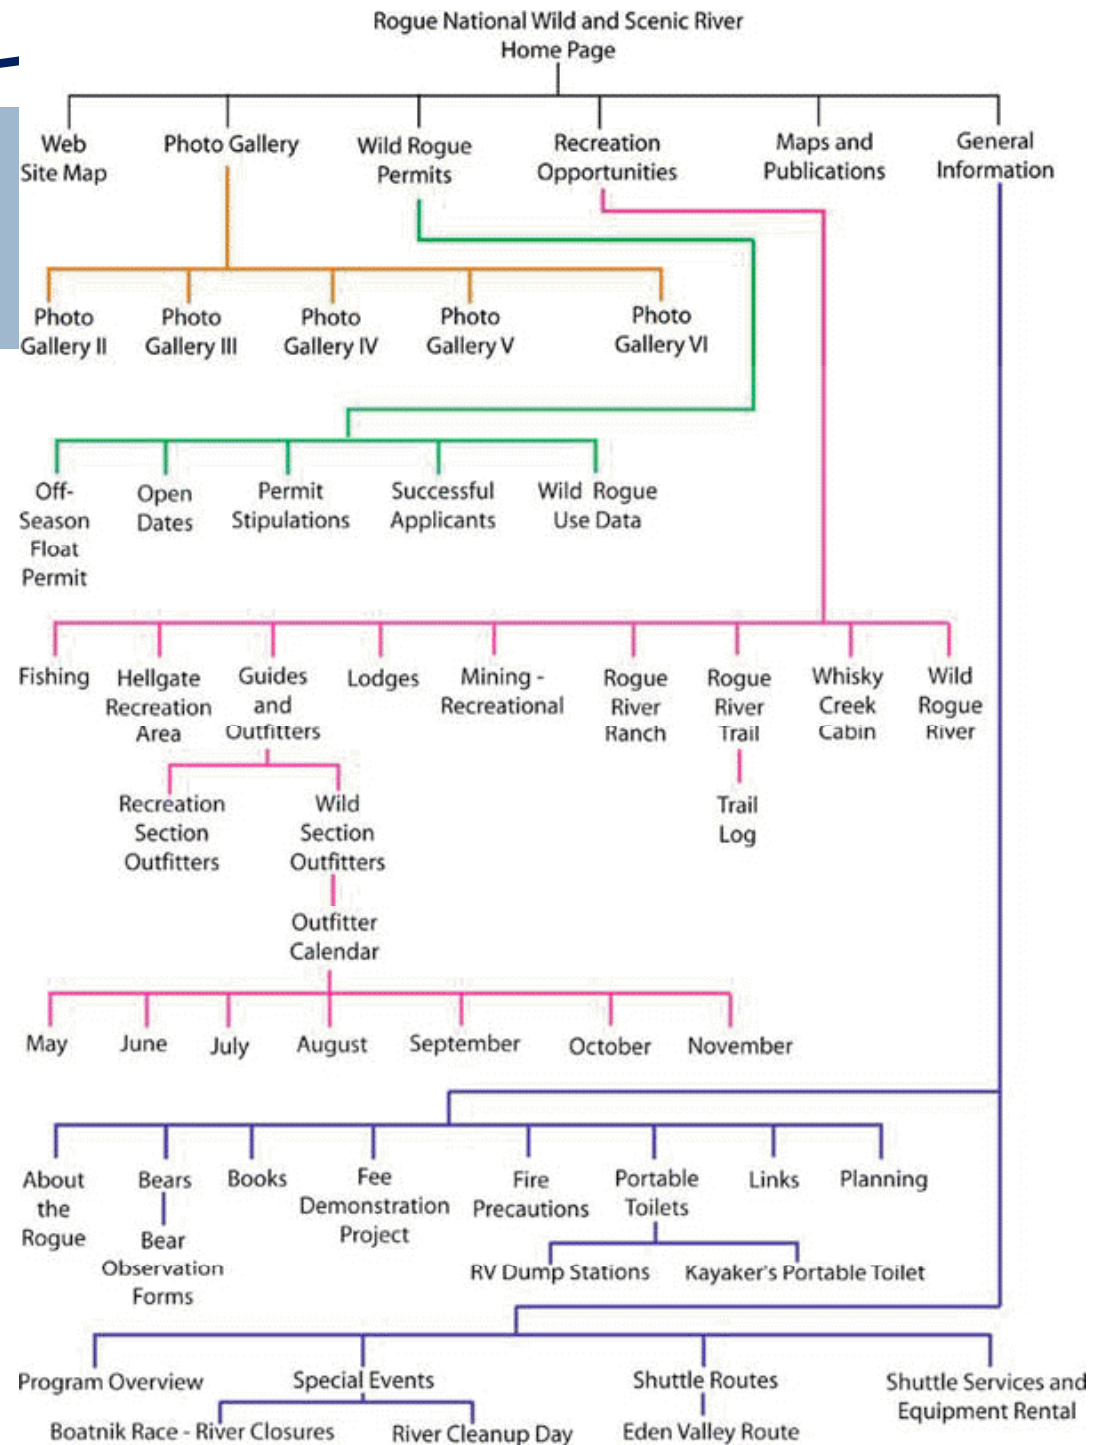 Rogue National Wild and Scenic River
Home Page
Web
Site Map
Photo Gallery
Wild Rogue
Permits
Recreation
Opportunities
Maps and
Publications
General
Information
Photo
Gallery II
Photo
Gallery III
Photo
Gallery IV
Photo
Gallery V
Photo
Gallery VI
Off-
Season
Float
Permit
Open
Dates
Permit
Stipulations
Successful
Applicants
Wild Rogue
Use Data
Fishing
Hellgate
Recreation
Area
Guides
and
Outfitters
Lodges
Mining -
Recreational
Rogue
River
Ranch
Rogue
River
Trail
Whisky
Creek
Cabin
Wild
Rogue
River
Recreation
Section
Outfitters
Wild
Section
Outfitters
Trail
Log
Outfitter
Calendar
May
June
July
August
September
October
November
About
the
Rogue
Bears
Books
Fee
Demonstration
Project
Fire
Precautions
Portable
Toilets
Links
Planning
Bear
Observation
Forms
RV Dump Stations
Kayaker's Portable Toilet
Program Overview
Special Events
Shuttle Routes
Shuttle Services and
Equipment Rental
Boatnik Race - River Closures
River Cleanup Day
Eden Valley Route